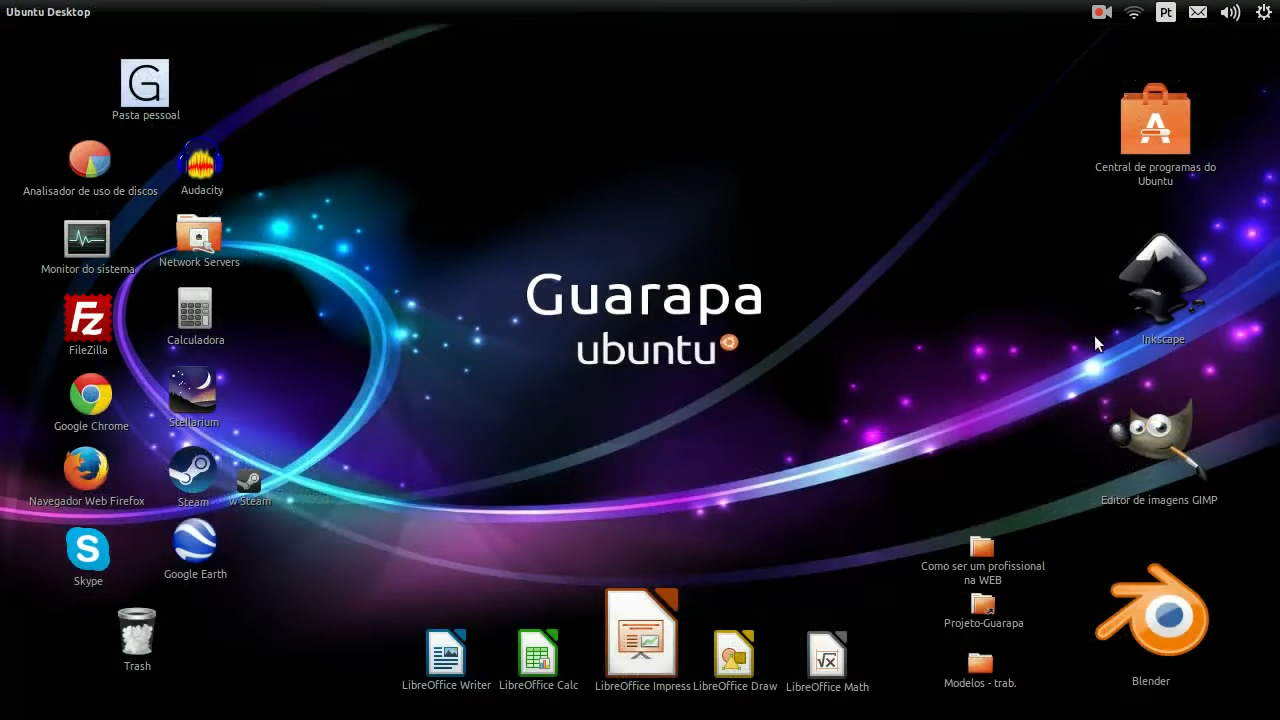 Ubuntu Desktop
Pt
G
Pasta pessoal
Analisador de uso de discos
Audacity
Central de programas do
Ubuntu
Monitor do sistema
Network Servers
Guarapa
ubuntu
Fz
FileZilla
Calculadora
Inkscape
Google Chrome
Stellarium
Navegador Web Firefox
Steam
w Steam
Editor de imagens GIMP
S
Skype
Google Earth
Como ser um profissional
na WEB
Projeto-Guarapa
Trash
LibreOffice Writer
LibreOffice Calc
LibreOffice Impress
LibreOffice Draw
√x
LibreOffice Math
Modelos - trab.
Blender